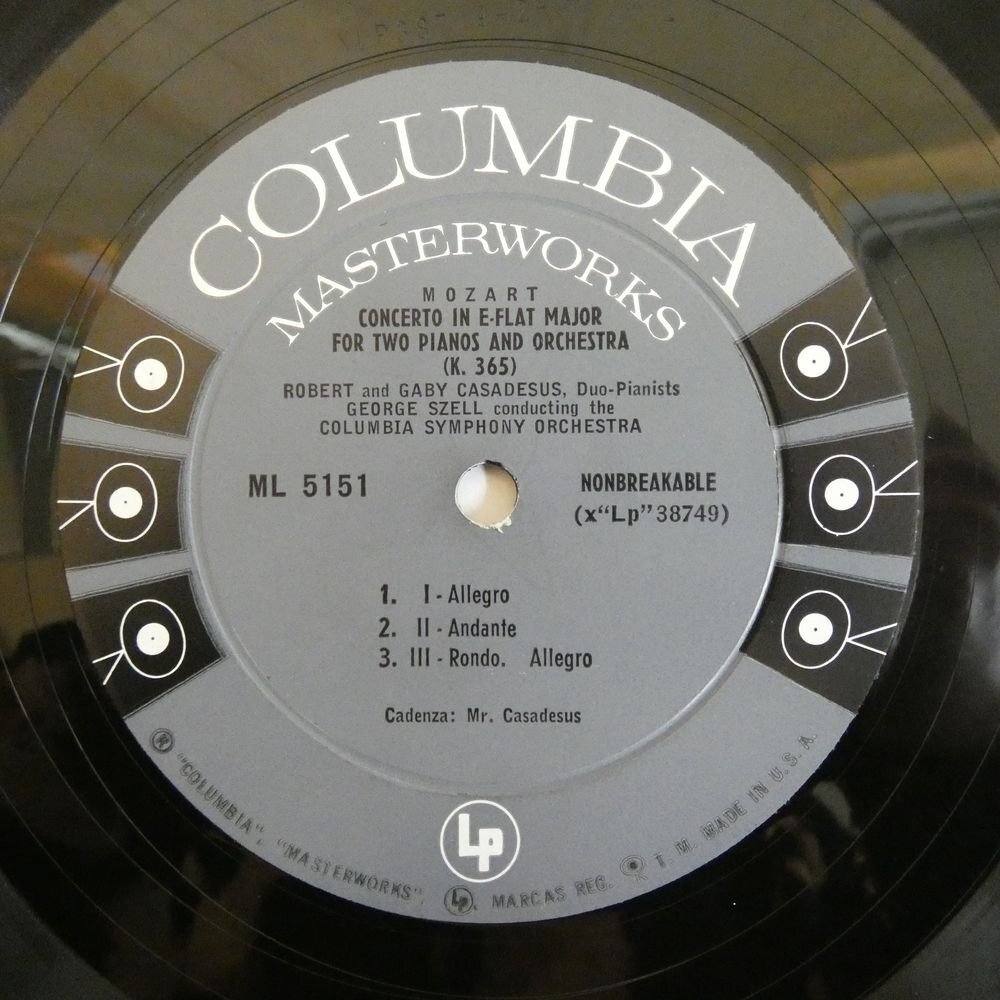 COLUMBIA
MASTERWORKS
MOZART
CONCERTO IN E-FLAT MAJOR
FOR TWO PIANOS AND ORCHESTRA
(K. 365)
ROBERT and GABY CASADESUS, Duo-Pianists
GEORGE SZELL conducting the
COLUMBIA SYMPHONY ORCHESTRA
ML 5151
NONBREAKABLE
(x“Lp”38749)
1. I - Allegro
2. II - Andante
3. III - Rondo. Allegro
Cadenza: Mr. Casadesus
Lp
® "COLUMBIA", "MASTERWORKS", Lp, MARCAS REG. T. M. MADE IN U. S. A.